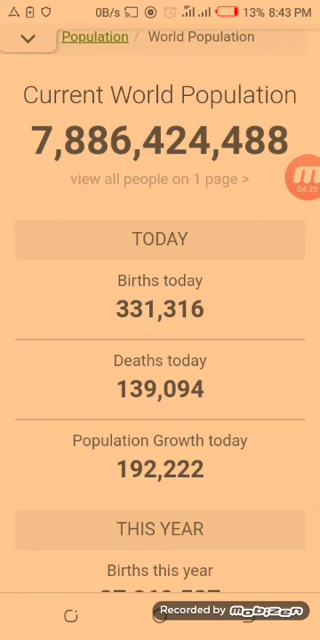 0B/s 13% 8:43 PM
Population / World Population
Current World Population
7,886,424,488
view all people on 1 page >
04:20
TODAY
Births today
331,316
Deaths today
139,094
Population Growth today
192,222
THIS YEAR
Births this year
Recorded by mobizen